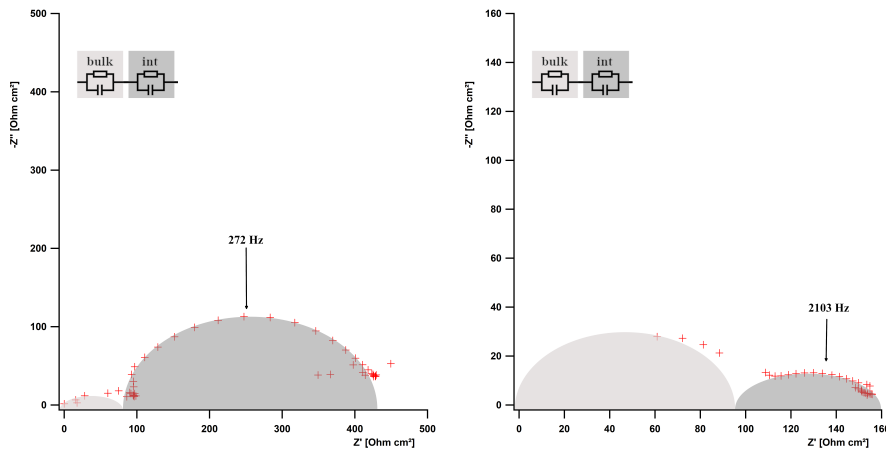 500
400
300
200
100
0
-Z'' [Ohm cm²]
bulk int
272 Hz
0 100 200 300 400 500
Z' [Ohm cm²]
160
140
120
100
80
60
40
20
0
-Z'' [Ohm cm²]
bulk int
2103 Hz
0 20 40 60 80 100 120 140 160
Z' [Ohm cm²]